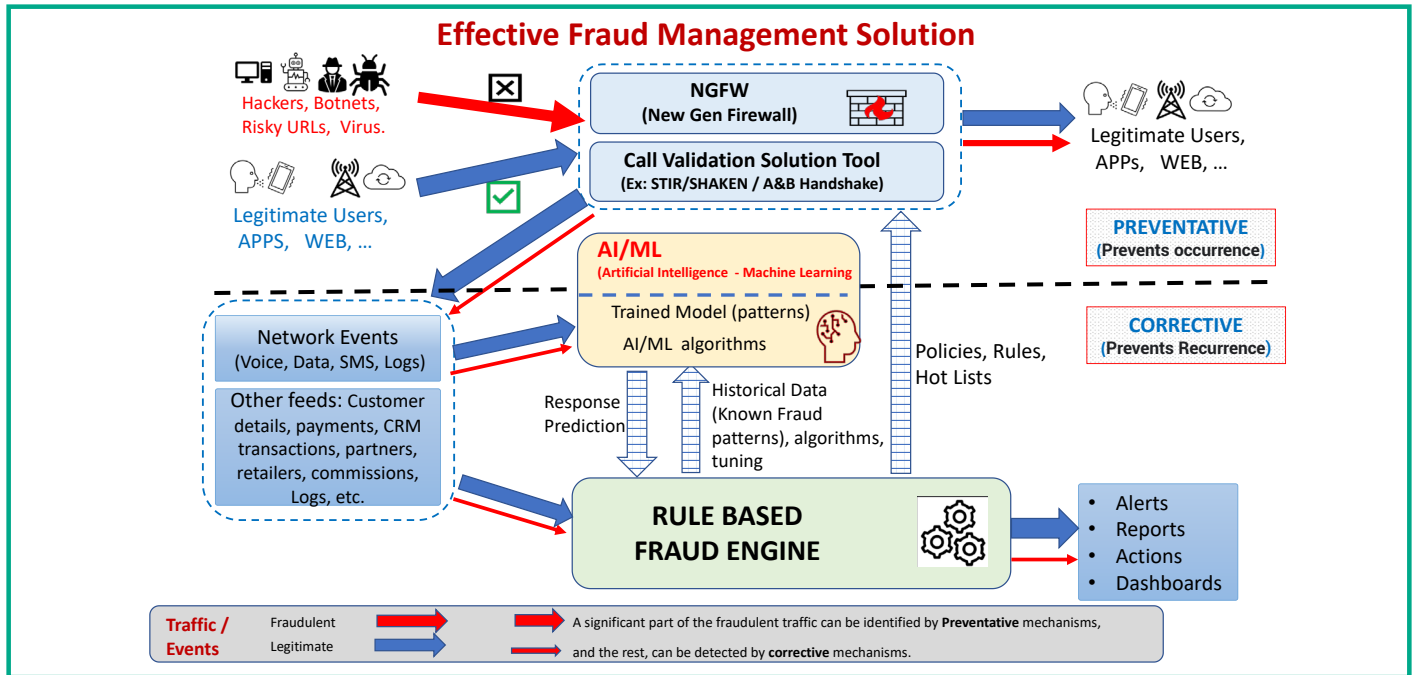 Effective Fraud Management Solution
Hackers, Botnets,
Risky URLs, Virus.
Legitimate Users,
APPS, WEB, ...
NGFW
(New Gen Firewall)
Call Validation Solution Tool
(Ex: STIR/SHAKEN / A&B Handshake)
Legitimate Users,
APPs, WEB, ...
PREVENTATIVE
(Prevents occurrence)
AI/ML
(Artificial Intelligence - Machine Learning
Trained Model (patterns)
AI/ML algorithms
CORRECTIVE
(Prevents Recurrence)
Network Events
(Voice, Data, SMS, Logs)
Other feeds: Customer
details, payments, CRM
transactions, partners,
retailers, commissions,
Logs, etc.
Response
Prediction
Historical Data
(Known Fraud
patterns), algorithms,
tuning
Policies, Rules,
Hot Lists
RULE BASED
FRAUD ENGINE
• Alerts
• Reports
• Actions
• Dashboards
Traffic /
Events
Fraudulent
Legitimate
A significant part of the fraudulent traffic can be identified by Preventative mechanisms,
and the rest, can be detected by corrective mechanisms.